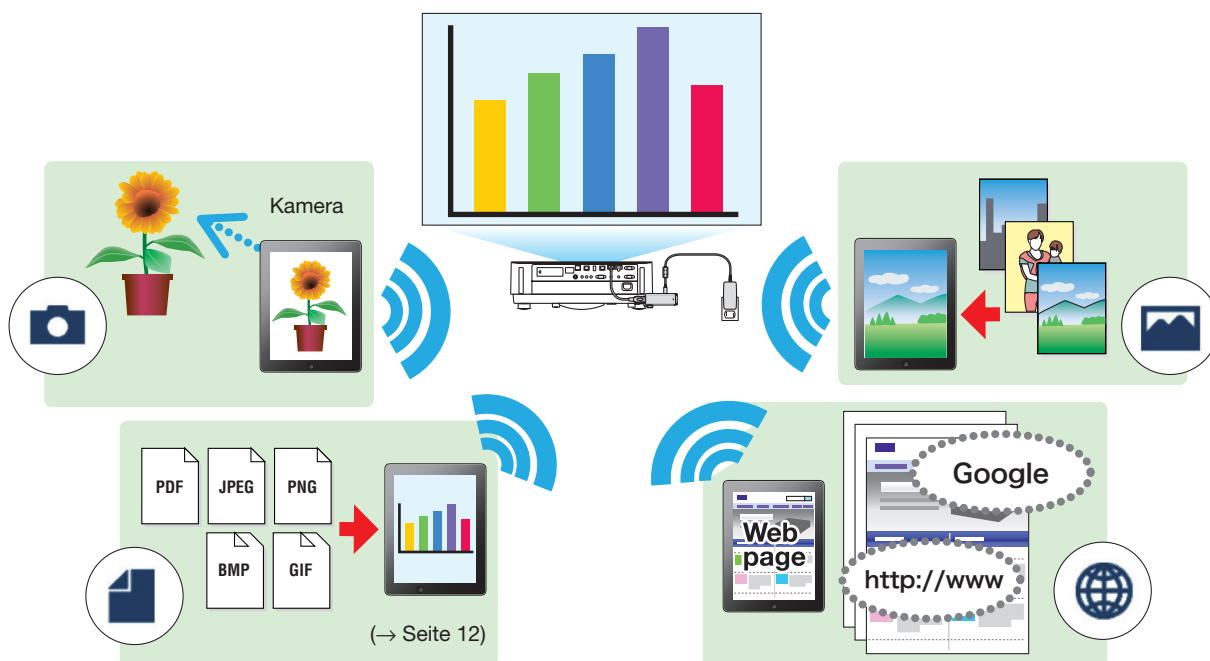 Kamera
PDF
JPEG
PNG
BMP
GIF
(→ Seite 12)
Web
page
Google
http://www